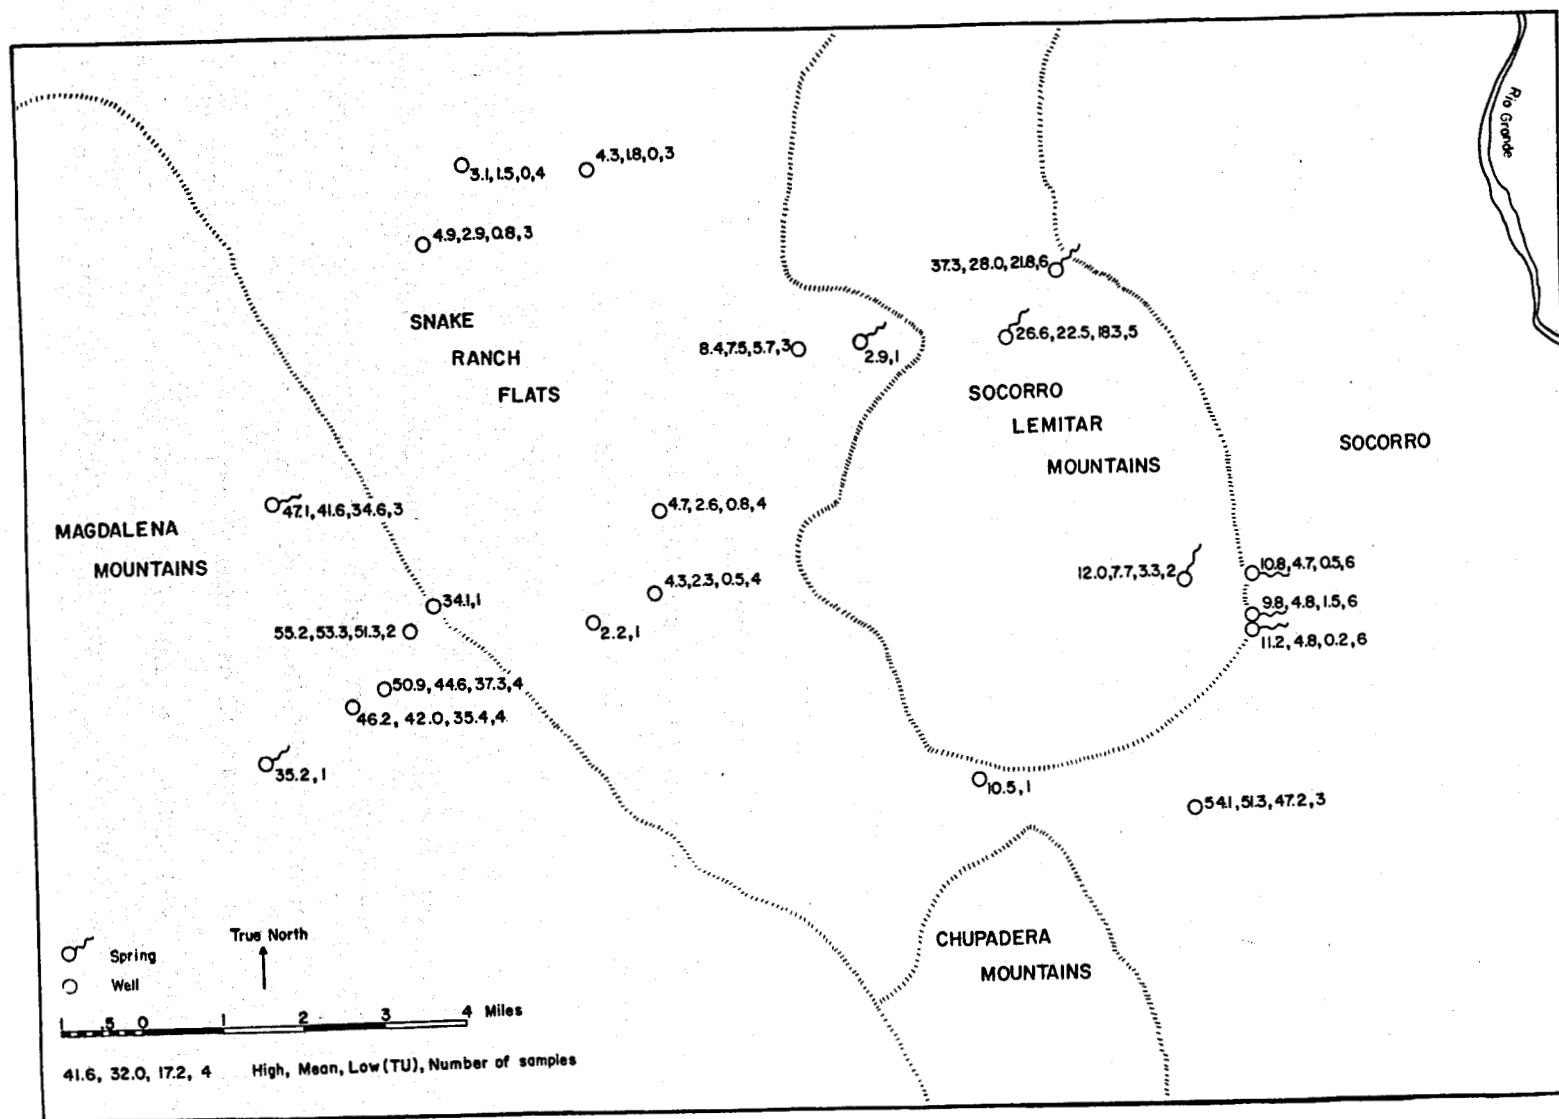 Rio Grande
4.3, 1.8, 0, 3
3.1, 1.5, 0, 4
4.9, 2.9, 0.8, 3
37.3, 28.0, 21.8, 6
SNAKE
RANCH
FLATS
26.6, 22.5, 18.3, 5
8.4, 7.5, 5.7, 3
2.9, 1
SOCORRO
LEMITAR
MOUNTAINS
SOCORRO
47.1, 41.6, 34.6, 3
4.7, 2.6, 0.8, 4
MAGDALENA
MOUNTAINS
12.0, 7.7, 3.3, 2
10.8, 4.7, 0.5, 6
4.3, 2.3, 0.5, 4
34.1, 1
9.8, 4.8, 1.5, 6
55.2, 53.3, 51.3, 2
2.2, 1
11.2, 4.8, 0.2, 6
50.9, 44.6, 37.3, 4
46.2, 42.0, 35.4, 4
35.2, 1
10.5, 1
54.1, 51.3, 47.2, 3
CHUPADERA
MOUNTAINS
True North
Spring
Well
1 .5 0 1 2 3 4 Miles
41.6, 32.0, 17.2, 4 High, Mean, Low (TU), Number of samples